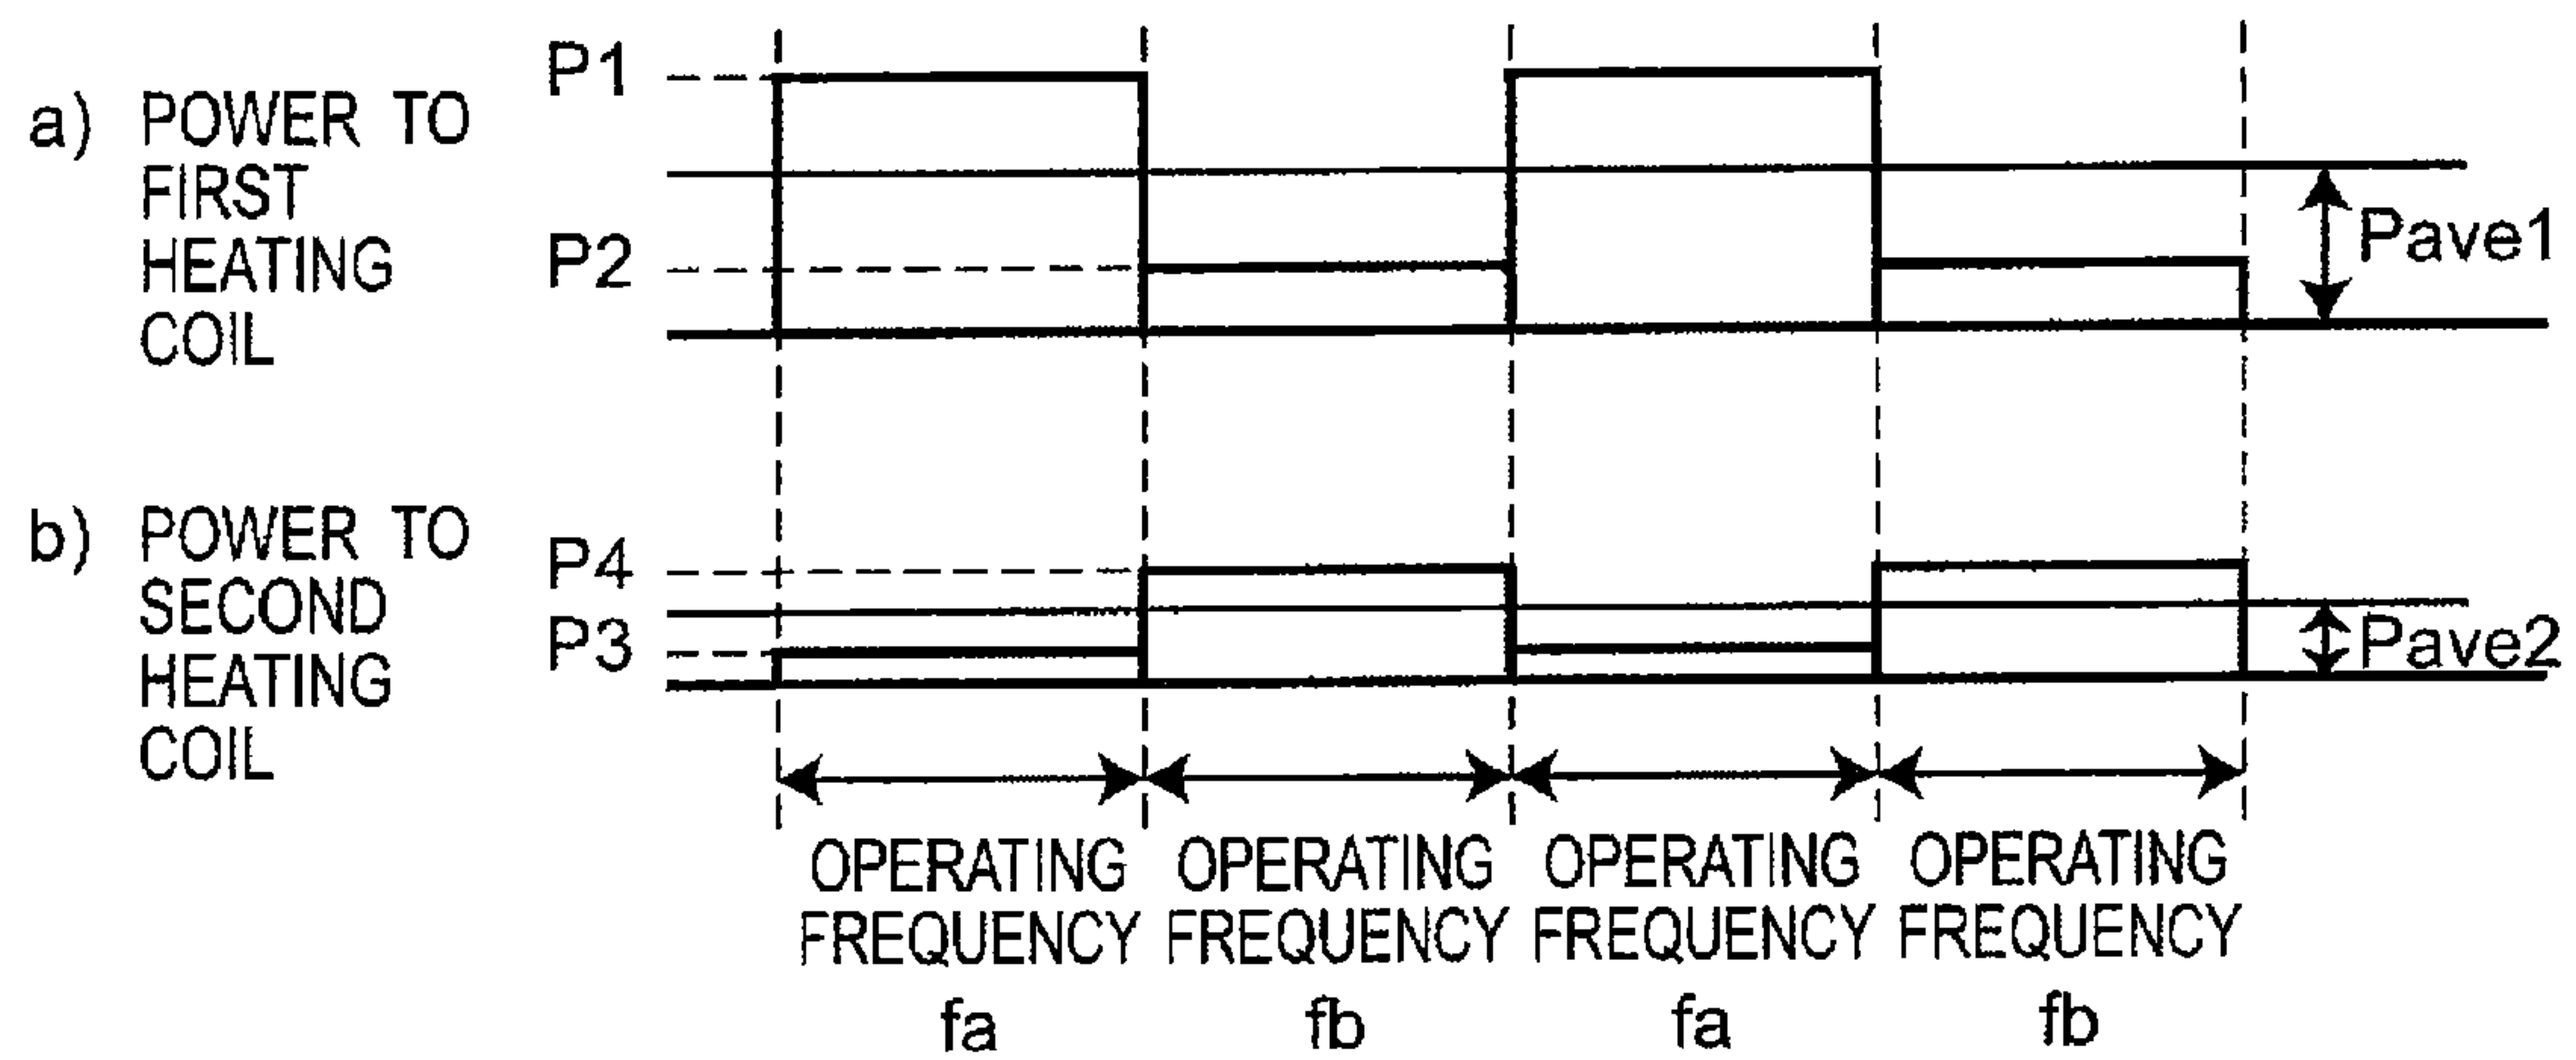 a) POWER TO
FIRST
HEATING
COIL
P1
P2
Pave1
b) POWER TO
SECOND
HEATING
COIL
P4
P3
Pave2
OPERATING FREQUENCY fa
OPERATING FREQUENCY fb
OPERATING FREQUENCY fa
OPERATING FREQUENCY fb